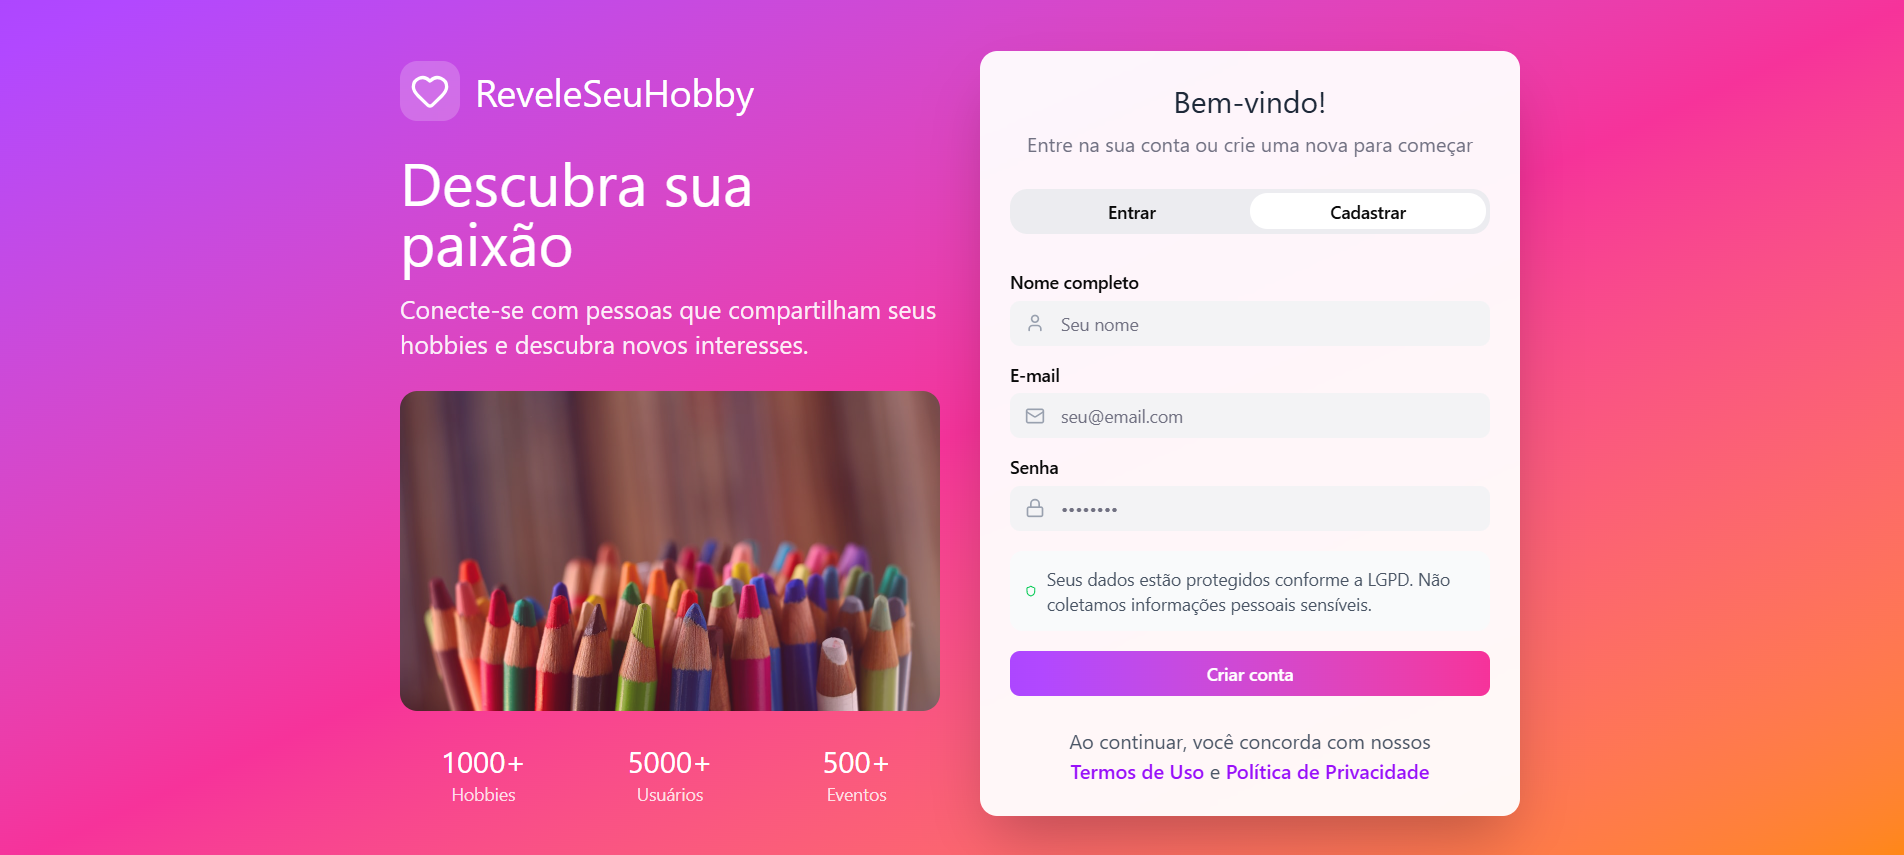 ReveleSeuHobby
Descubra sua
paixão
Conecte-se com pessoas que compartilham seus
hobbies e descubra novos interesses.
1000+
Hobbies
5000+
Usuários
500+
Eventos
Bem-vindo!
Entre na sua conta ou crie uma nova para começar
Entrar
Cadastrar
Nome completo
Seu nome
E-mail
seu@email.com
Senha
••••••••
Seus dados estão protegidos conforme a LGPD. Não
coletamos informações pessoais sensíveis.
Criar conta
Ao continuar, você concorda com nossos
Termos de Uso e Política de Privacidade